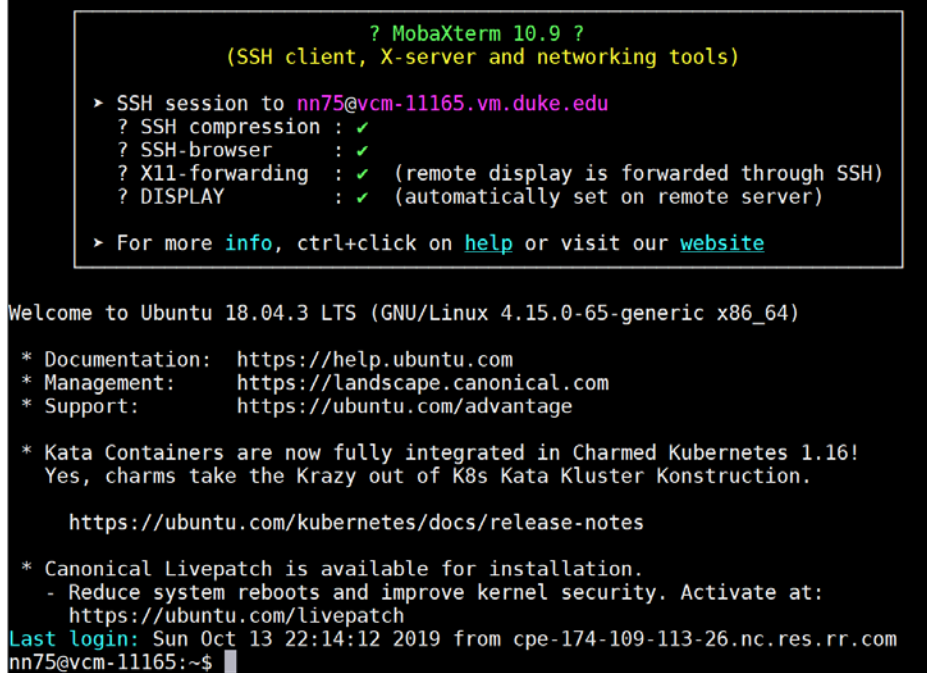 ? MobaXterm 10.9 ?
(SSH client, X-server and networking tools)
➤ SSH session to nn75@vcm-11165.vm.duke.edu
? SSH compression : ✔
? SSH-browser     : ✔
? X11-forwarding  : ✔  (remote display is forwarded through SSH)
? DISPLAY         : ✔  (automatically set on remote server)
➤ For more info, ctrl+click on help or visit our website
Welcome to Ubuntu 18.04.3 LTS (GNU/Linux 4.15.0-65-generic x86_64)
* Documentation:  https://help.ubuntu.com
* Management:     https://landscape.canonical.com
* Support:        https://ubuntu.com/advantage
* Kata Containers are now fully integrated in Charmed Kubernetes 1.16!
Yes, charms take the Krazy out of K8s Kata Kluster Konstruction.
https://ubuntu.com/kubernetes/docs/release-notes
* Canonical Livepatch is available for installation.
- Reduce system reboots and improve kernel security. Activate at:
https://ubuntu.com/livepatch
Last login: Sun Oct 13 22:14:12 2019 from cpe-174-109-113-26.nc.res.rr.com
nn75@vcm-11165:~$